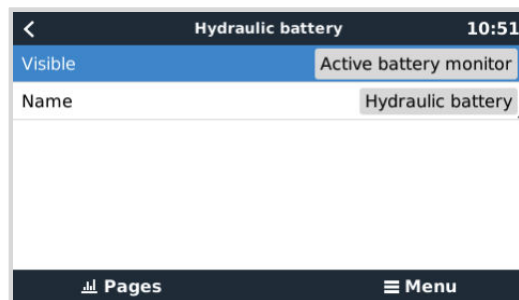 Hydraulic battery 10:51
Visible Active battery monitor
Name Hydraulic battery
Pages Menu